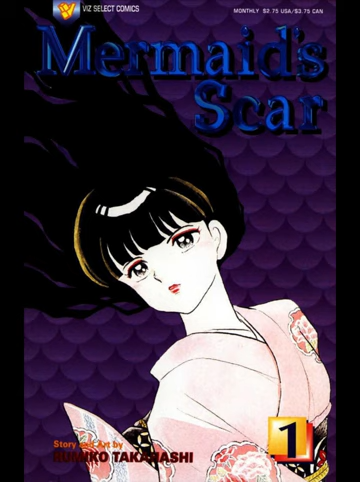 VIZ SELECT COMICS
MONTHLY $2.75 USA/$3.75 CAN
Mermaid's
Scar
Story and Art by
RUMIKO TAKAHASHI
1